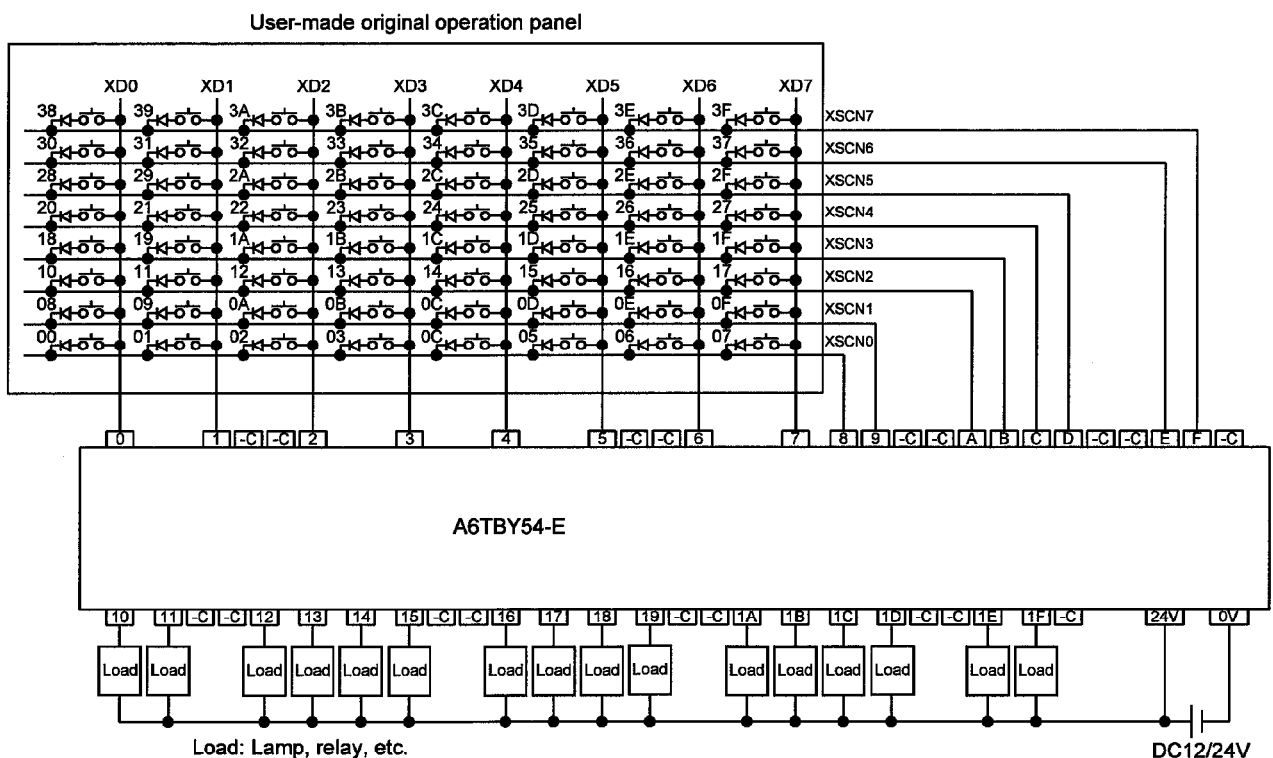 User-made original operation panel
XD0 XD1 XD2 XD3 XD4 XD5 XD6 XD7
38 39 3A 3B 3C 3D 3E 3F XSCN7
30 31 32 33 34 35 36 37 XSCN6
28 29 2A 2B 2C 2D 2E 2F XSCN5
20 21 22 23 24 25 26 27 XSCN4
18 19 1A 1B 1C 1D 1E 1F XSCN3
10 11 12 13 14 15 16 17 XSCN2
08 09 0A 0B 0C 0D 0E 0F XSCN1
00 01 02 03 0C 05 06 07 XSCN0
0 1 -C -C 2 3 4 5 -C -C 6 7 8 9 -C -C A B C D -C -C E F -C
A6TBY54-E
10 11 -C -C 12 13 14 15 -C -C 16 17 18 19 -C -C 1A 1B 1C 1D -C -C 1E 1F -C 24V 0V
Load Load Load Load Load Load Load Load Load Load Load Load Load Load Load Load
Load: Lamp, relay, etc.
DC12/24V